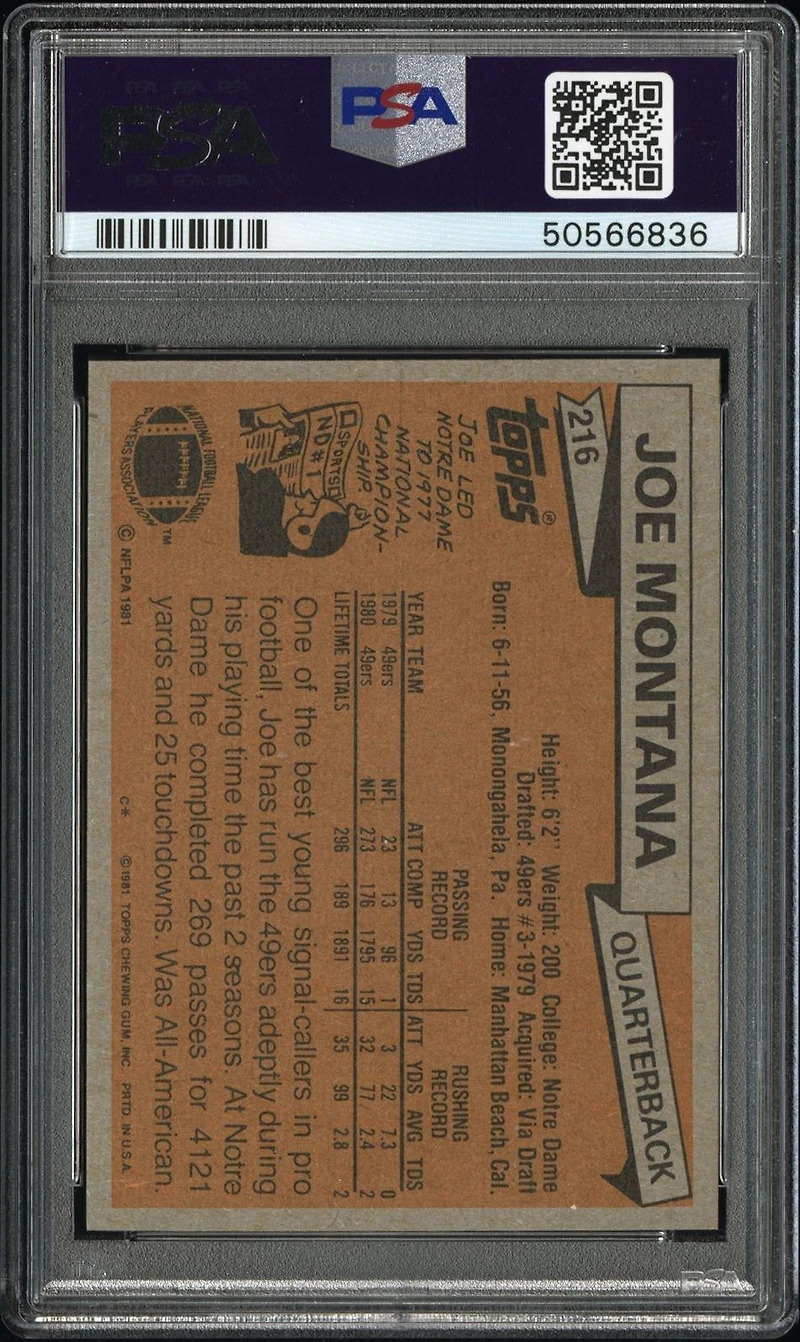 PSA
PSA
50566836
JOE MONTANA
QUARTERBACK
216
topps®
Height: 6'2" Weight: 200 College: Notre Dame
Drafted: 49ers #3-1979 Acquired: Via Draft
Born: 6-11-56, Monongahela, Pa. Home: Manhattan Beach, Cal.
JOE LED
NOTRE DAME
TO 1977
NATIONAL
CHAMPION-
SHIP.
SPORTS
ND #1
PASSING RECORD RUSHING RECORD
YEAR TEAM ATT COMP YDS TDS ATT YDS AVG TDS
1979 49ers NFL 23 13 96 1 3 22 7.3 0
1980 49ers NFL 273 176 1795 15 32 77 2.4 2
LIFETIME TOTALS 296 189 1891 16 35 99 2.8 2
One of the best young signal-callers in pro
football, Joe has run the 49ers adeptly during
his playing time the past 2 seasons. At Notre
Dame he completed 269 passes for 4121
yards and 25 touchdowns. Was All-American.
NATIONAL FOOTBALL LEAGUE
PLAYERS ASSOCIATION
TM
© NFLPA 1981
C* ©1981 TOPPS CHEWING GUM, INC. PRTD. IN U.S.A.
PSA